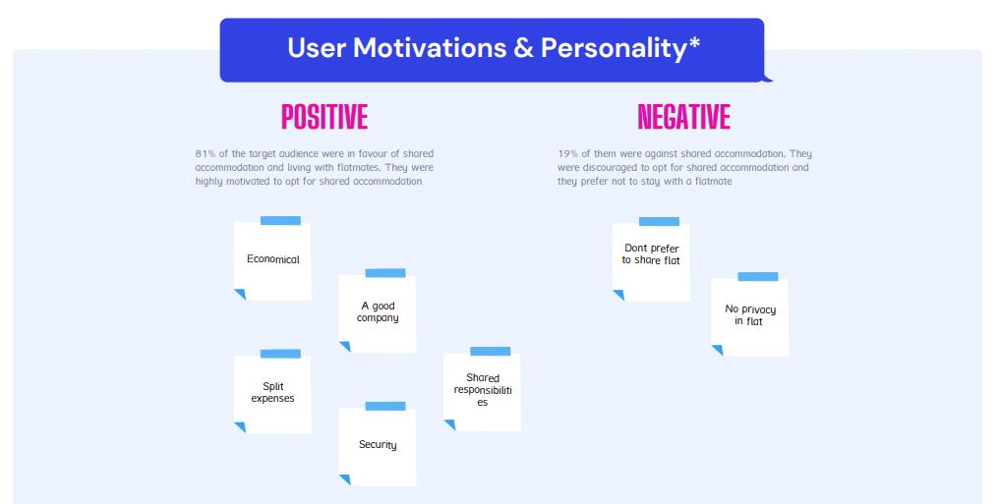 User Motivations & Personality*
POSITIVE
81% of the target audience were in favour of shared
accommodation and living with flatmates. They were
highly motivated to opt for shared accommodation
Economical
A good
company
Split
expenses
Shared
responsibiliti
es
Security
NEGATIVE
19% of them were against shared accommodation. They
were discouraged to opt for shared accommodation and
they prefer not to stay with a flatmate
Dont prefer
to share flat
No privacy
in flat